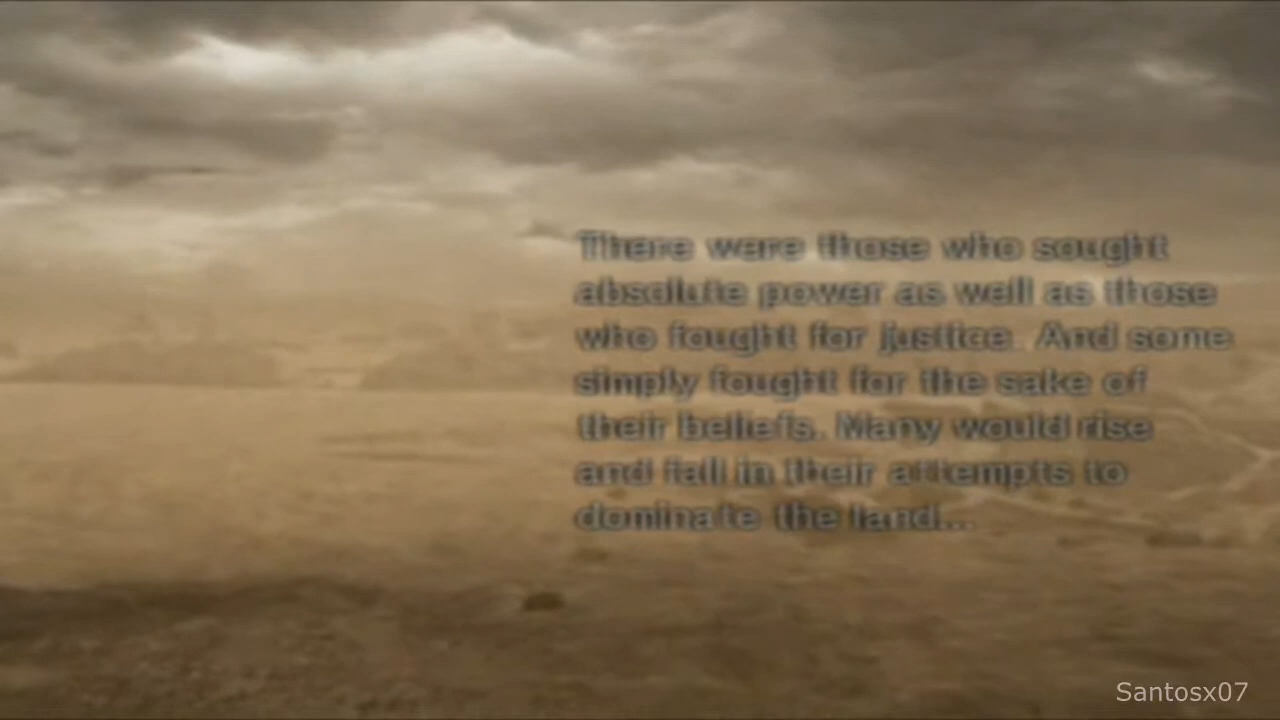 There were those who sought
absolute power as well as those
who fought for justice. And some
simply fought for the sake of
their beliefs. Many would rise
and fall in their attempts to
dominate the land...
Santosx07